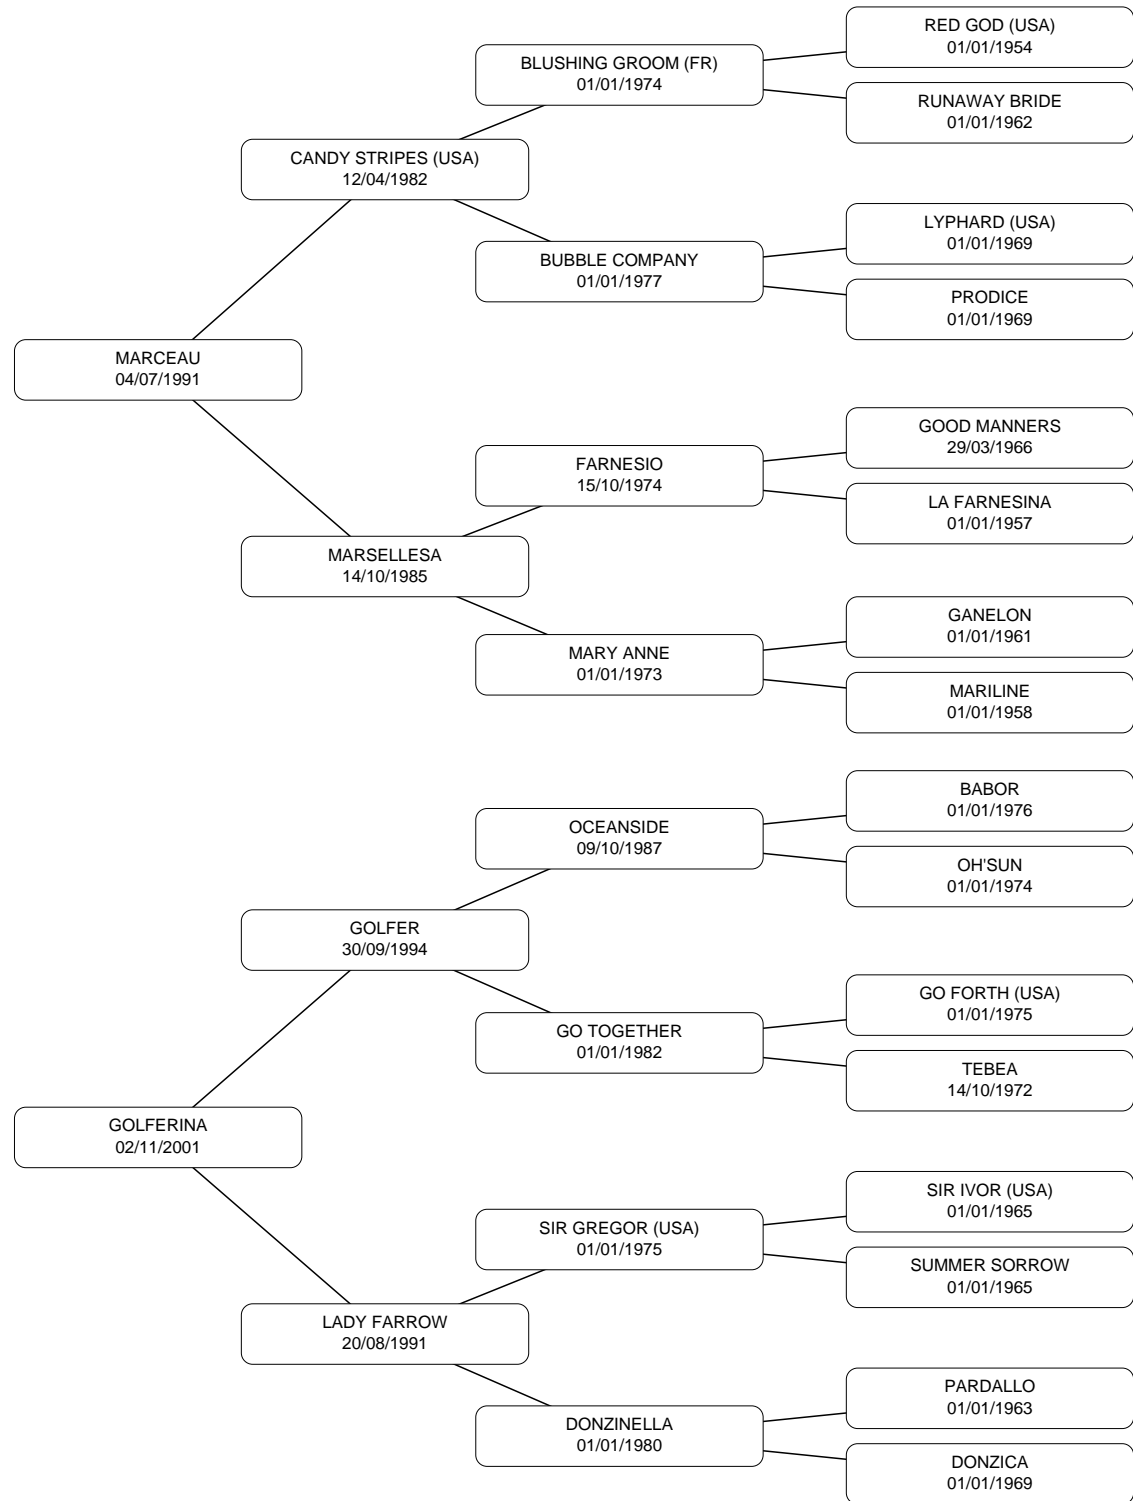 RED GOD (USA)
01/01/1954
BLUSHING GROOM (FR)
01/01/1974
RUNAWAY BRIDE
01/01/1962
CANDY STRIPES (USA)
12/04/1982
LYPHARD (USA)
01/01/1969
BUBBLE COMPANY
01/01/1977
PRODICE
01/01/1969
MARCEAU
04/07/1991
GOOD MANNERS
29/03/1966
FARNESIO
15/10/1974
LA FARNESINA
01/01/1957
MARSELLESA
14/10/1985
GANELON
01/01/1961
MARY ANNE
01/01/1973
MARILINE
01/01/1958
BABOR
01/01/1976
OCEANSIDE
09/10/1987
OH'SUN
01/01/1974
GOLFER
30/09/1994
GO FORTH (USA)
01/01/1975
GO TOGETHER
01/01/1982
TEBEA
14/10/1972
GOLFERINA
02/11/2001
SIR IVOR (USA)
01/01/1965
SIR GREGOR (USA)
01/01/1975
SUMMER SORROW
01/01/1965
LADY FARROW
20/08/1991
PARDALLO
01/01/1963
DONZINELLA
01/01/1980
DONZICA
01/01/1969